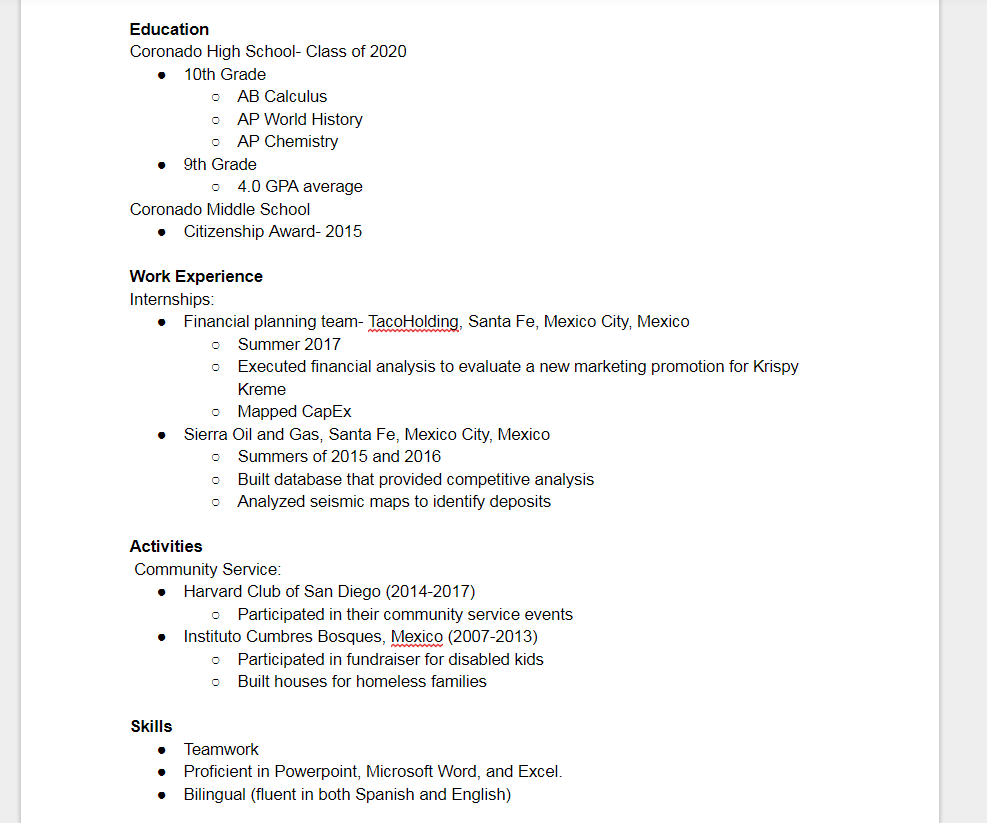 Education
Coronado High School- Class of 2020
● 10th Grade
○ AB Calculus
○ AP World History
○ AP Chemistry
● 9th Grade
○ 4.0 GPA average
Coronado Middle School
● Citizenship Award- 2015
Work Experience
Internships:
● Financial planning team- TacoHolding, Santa Fe, Mexico City, Mexico
○ Summer 2017
○ Executed financial analysis to evaluate a new marketing promotion for Krispy
Kreme
○ Mapped CapEx
● Sierra Oil and Gas, Santa Fe, Mexico City, Mexico
○ Summers of 2015 and 2016
○ Built database that provided competitive analysis
○ Analyzed seismic maps to identify deposits
Activities
Community Service:
● Harvard Club of San Diego (2014-2017)
○ Participated in their community service events
● Instituto Cumbres Bosques, Mexico (2007-2013)
○ Participated in fundraiser for disabled kids
○ Built houses for homeless families
Skills
● Teamwork
● Proficient in Powerpoint, Microsoft Word, and Excel.
● Bilingual (fluent in both Spanish and English)